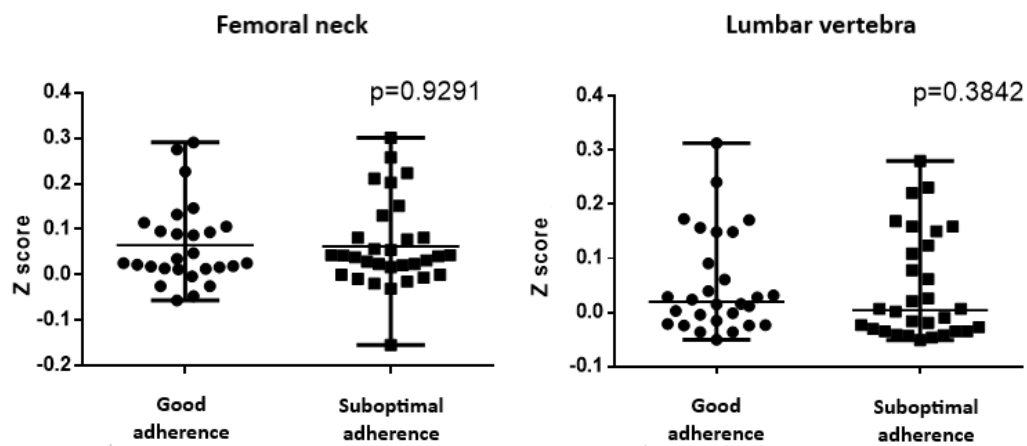 Femoral neck
p=0.9291
Z score
0.4
0.3
0.2
0.1
0.0
-0.1
-0.2
Good
adherence
Suboptimal
adherence
Lumbar vertebra
p=0.3842
Z score
0.4
0.3
0.2
0.1
0.0
-0.1
Good
adherence
Suboptimal
adherence